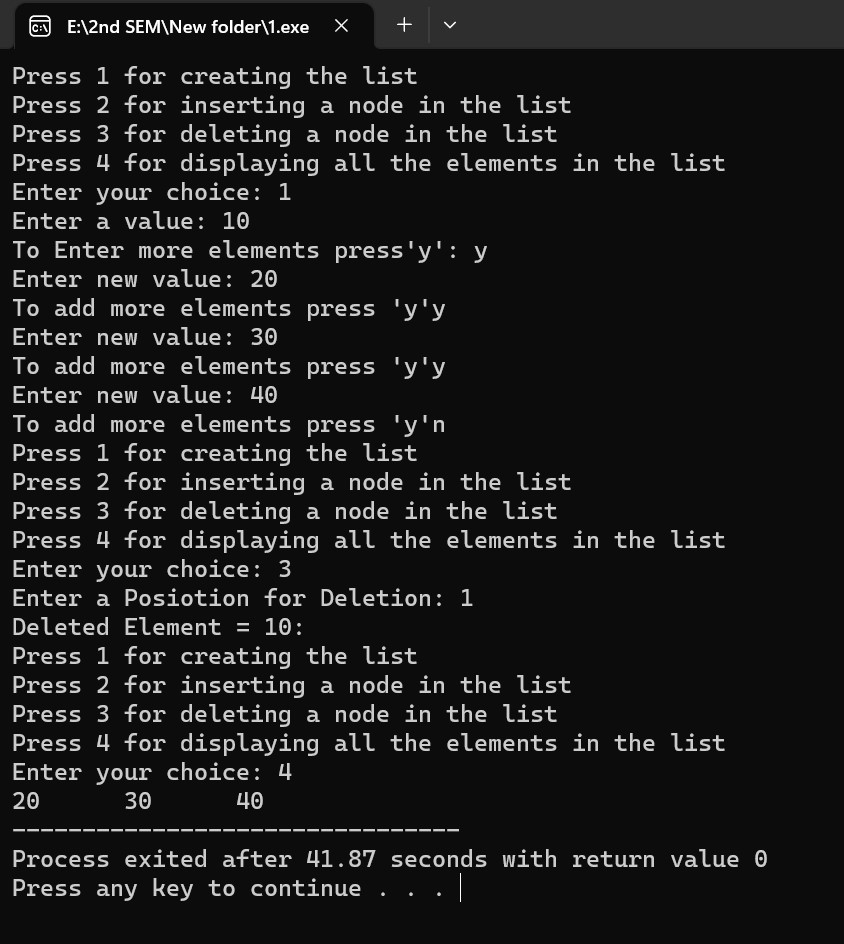 E:\2nd SEM\New folder\1.exe
Press 1 for creating the list
Press 2 for inserting a node in the list
Press 3 for deleting a node in the list
Press 4 for displaying all the elements in the list
Enter your choice: 1
Enter a value: 10
To Enter more elements press'y': y
Enter new value: 20
To add more elements press 'y'y
Enter new value: 30
To add more elements press 'y'y
Enter new value: 40
To add more elements press 'y'n
Press 1 for creating the list
Press 2 for inserting a node in the list
Press 3 for deleting a node in the list
Press 4 for displaying all the elements in the list
Enter your choice: 3
Enter a Posiotion for Deletion: 1
Deleted Element = 10:
Press 1 for creating the list
Press 2 for inserting a node in the list
Press 3 for deleting a node in the list
Press 4 for displaying all the elements in the list
Enter your choice: 4
20      30      40
--------------------------------
Process exited after 41.87 seconds with return value 0
Press any key to continue . . .